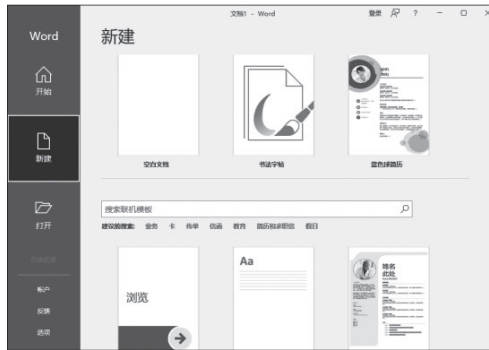 文档1 - Word
登录
?
Word
新建
开始
新建
打开
帐户
反馈
选项
空白文档
书法字帖
蓝色球简历
搜索联机模板
建议的搜索: 业务 卡 传单 信函 教育 简历和求职信 假日
浏览
Aa
姓名
此处